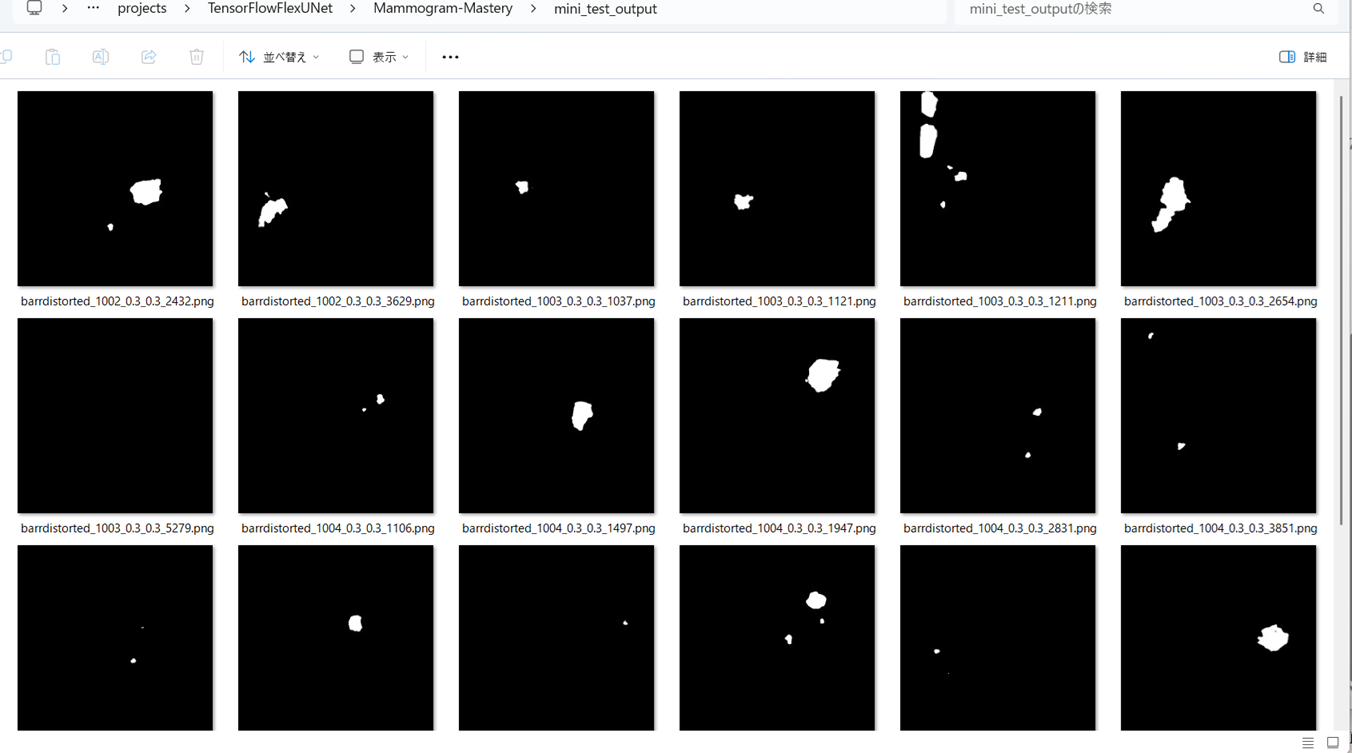 … projects TensorFlowFlexUNet Mammogram-Mastery mini_test_output mini_test_outputの検索
並べ替え 表示 … 詳細
barrdistorted_1002_0.3_0.3_2432.png barrdistorted_1002_0.3_0.3_3629.png barrdistorted_1003_0.3_0.3_1037.png barrdistorted_1003_0.3_0.3_1121.png barrdistorted_1003_0.3_0.3_1211.png barrdistorted_1003_0.3_0.3_2654.png
barrdistorted_1003_0.3_0.3_5279.png barrdistorted_1004_0.3_0.3_1106.png barrdistorted_1004_0.3_0.3_1497.png barrdistorted_1004_0.3_0.3_1947.png barrdistorted_1004_0.3_0.3_2831.png barrdistorted_1004_0.3_0.3_3851.png